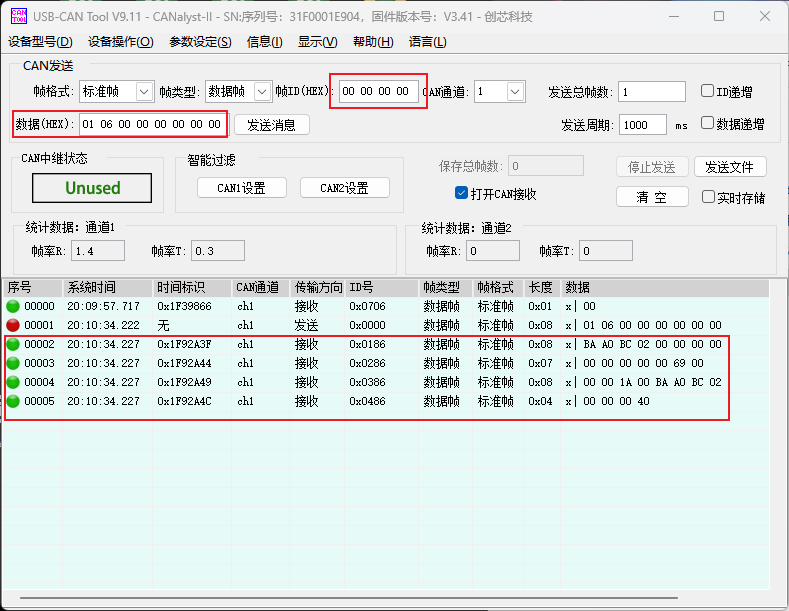 USB-CAN Tool V9.11 - CANalyst-II - SN:序列号：31F0001E904，固件版本号：V3.41 - 创芯科技
设备型号(D) 设备操作(O) 参数设定(S) 信息(I) 显示(V) 帮助(H) 语言(L)
CAN发送
帧格式: 标准帧 帧类型: 数据帧 帧ID(HEX): 00 00 00 00 CAN通道: 1 发送总帧数: 1 ID递增
数据(HEX): 01 06 00 00 00 00 00 00 发送消息 发送周期: 1000 ms 数据递增
CAN中继状态
Unused
智能过滤
CAN1设置 CAN2设置
保存总帧数: 0 停止发送 发送文件
打开CAN接收 清 空 实时存储
统计数据: 通道1
帧率R: 1.4 帧率T: 0.3
统计数据: 通道2
帧率R: 0 帧率T: 0
序号 系统时间 时间标识 CAN通道 传输方向 ID号 帧类型 帧格式 长度 数据
00000 20:09:57.717 0x1F39866 ch1 接收 0x0706 数据帧 标准帧 0x01 x| 00
00001 20:10:34.222 无 ch1 发送 0x0000 数据帧 标准帧 0x08 x| 01 06 00 00 00 00 00 00
00002 20:10:34.227 0x1F92A3F ch1 接收 0x0186 数据帧 标准帧 0x08 x| BA A0 BC 02 00 00 00 00
00003 20:10:34.227 0x1F92A44 ch1 接收 0x0286 数据帧 标准帧 0x07 x| 00 00 00 00 00 69 00
00004 20:10:34.227 0x1F92A49 ch1 接收 0x0386 数据帧 标准帧 0x08 x| 00 00 1A 00 BA A0 BC 02
00005 20:10:34.227 0x1F92A4C ch1 接收 0x0486 数据帧 标准帧 0x04 x| 00 00 00 40